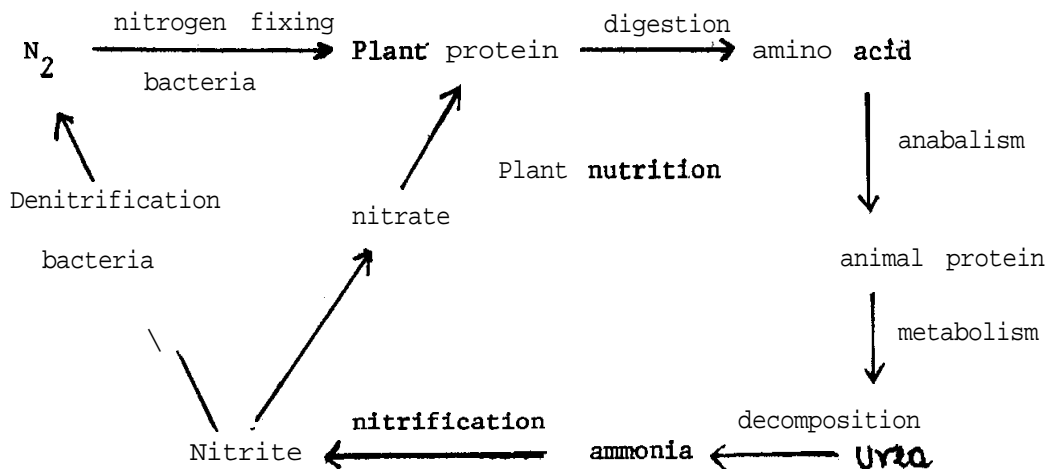 nitrogen fixing
digestion
N2
Plant protein
amino acid
bacteria
anabalism
Plant nutrition
Denitrification
nitrate
bacteria
animal protein
metabolism
nitrification
decomposition
Nitrite
ammonia
Urea